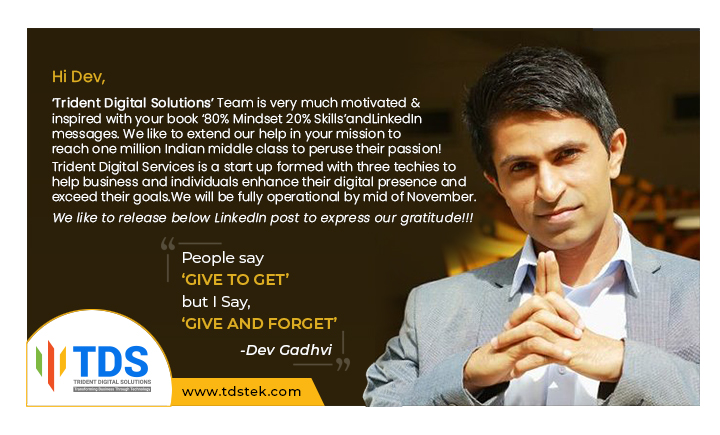 Hi Dev,
‘Trident Digital Solutions’ Team is very much motivated &
inspired with your book ‘80% Mindset 20% Skills’andLinkedIn
messages. We like to extend our help in your mission to
reach one million Indian middle class to peruse their passion!
Trident Digital Services is a start up formed with three techies to
help business and individuals enhance their digital presence and
exceed their goals.We will be fully operational by mid of November.
We like to release below LinkedIn post to express our gratitude!!!
“
People say
‘GIVE TO GET’
but I Say,
‘GIVE AND FORGET’
-Dev Gadhvi
”
TDS
TRIDENT DIGITAL SOLUTIONS
Transforming Business Through Technology
www.tdstek.com